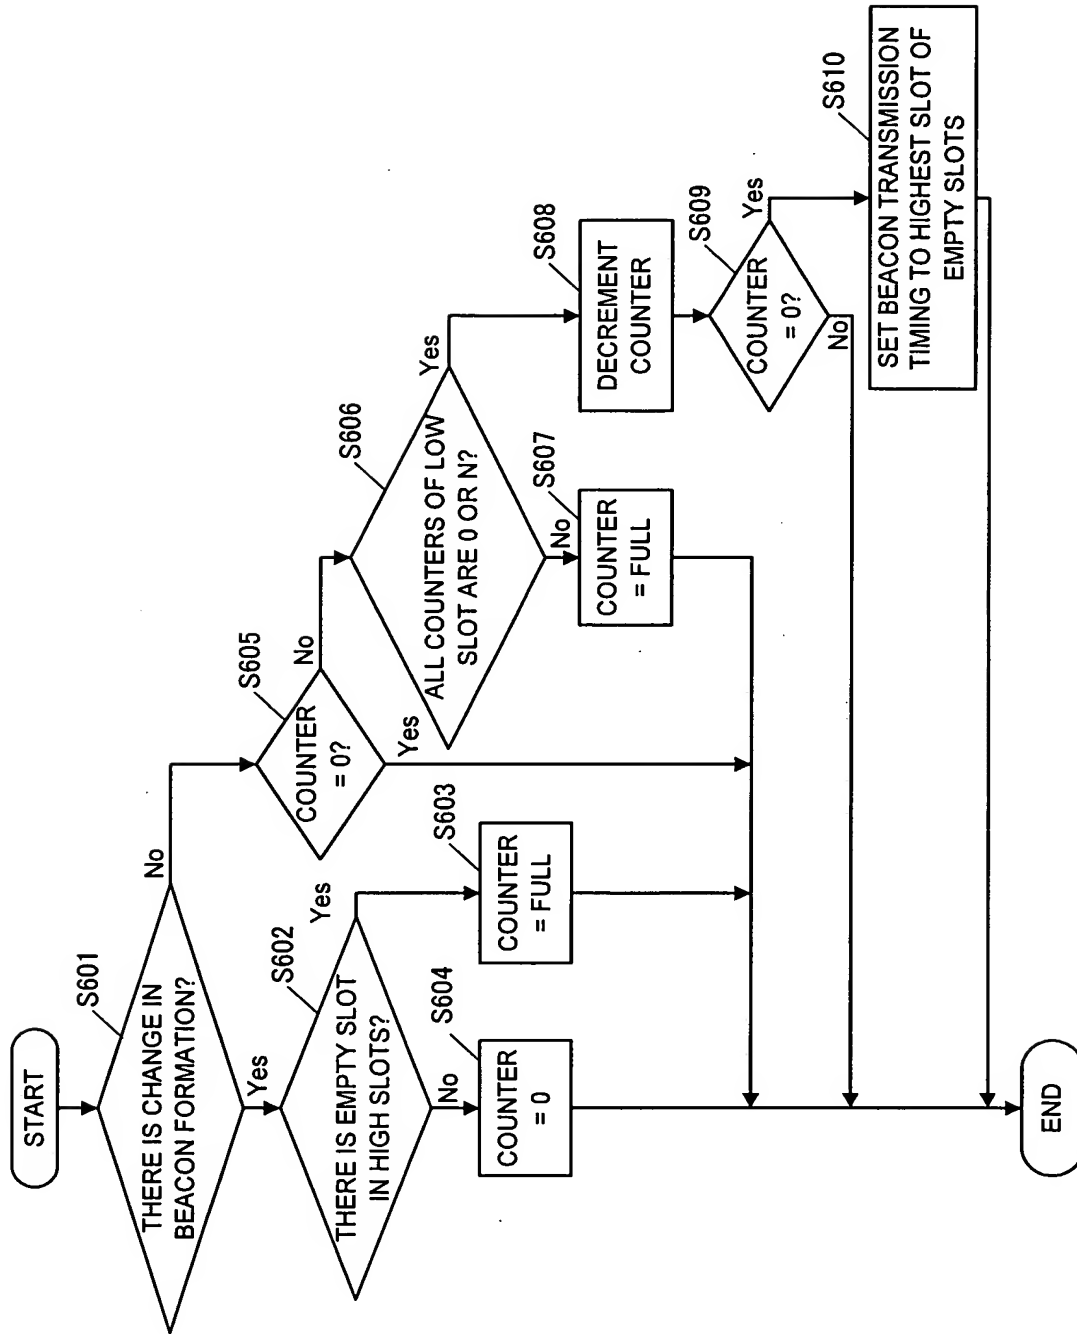 START
S601
THERE IS CHANGE IN
BEACON FORMATION?
No
Yes
S602
THERE IS EMPTY SLOT
IN HIGH SLOTS?
Yes
No
S603
COUNTER
= FULL
S604
COUNTER
= 0
S605
COUNTER
= 0?
No
Yes
S606
ALL COUNTERS OF LOW
SLOT ARE 0 OR N?
Yes
No
S607
COUNTER
= FULL
S608
DECREMENT
COUNTER
S609
COUNTER
= 0?
Yes
No
S610
SET BEACON TRANSMISSION
TIMING TO HIGHEST SLOT OF
EMPTY SLOTS
END